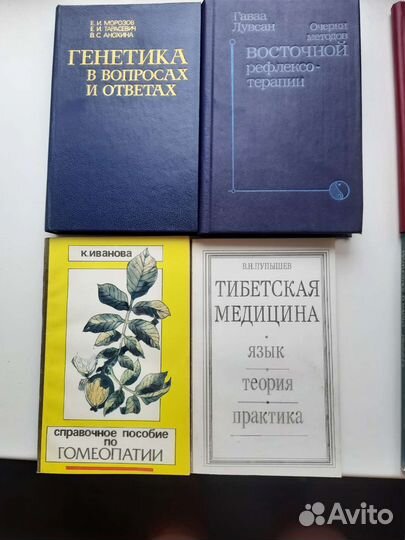 Е. И. МОРОЗОВ
Е. И. ТАРАСЕВИЧ
В. С. АНОХИНА
ГЕНЕТИКА
В ВОПРОСАХ
И ОТВЕТАХ
Гаваа
Лувсан
Очерки
методов
ВОСТОЧНОЙ
рефлексо-
терапии
К. ИВАНОВА
справочное пособие
по
ГОМЕОПАТИИ
В.Н.ПУПЫШЕВ
ТИБЕТСКАЯ
МЕДИЦИНА
язык
теория
практика
Avito